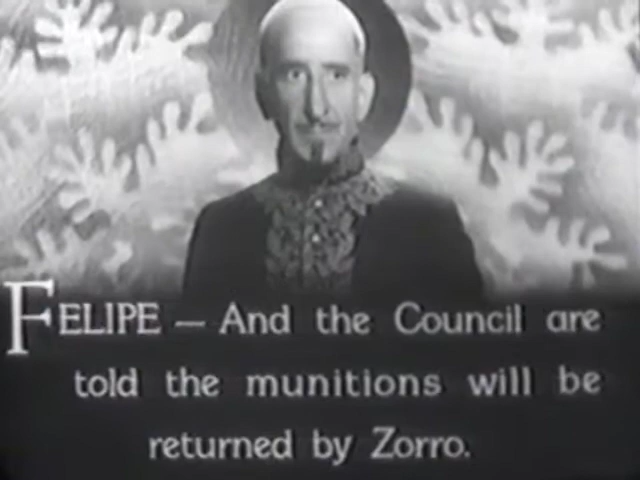 FELIPE — And the Council are
told the munitions will be
returned by Zorro.